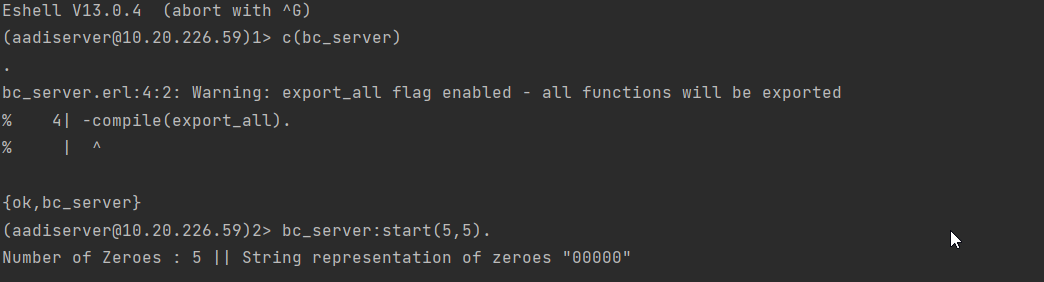 Eshell V13.0.4  (abort with ^G)
(aadiserver@10.20.226.59)1> c(bc_server)
.
bc_server.erl:4:2: Warning: export_all flag enabled - all functions will be exported
%    4| -compile(export_all).
%     |  ^
{ok,bc_server}
(aadiserver@10.20.226.59)2> bc_server:start(5,5).
Number of Zeroes : 5 || String representation of zeroes "00000"